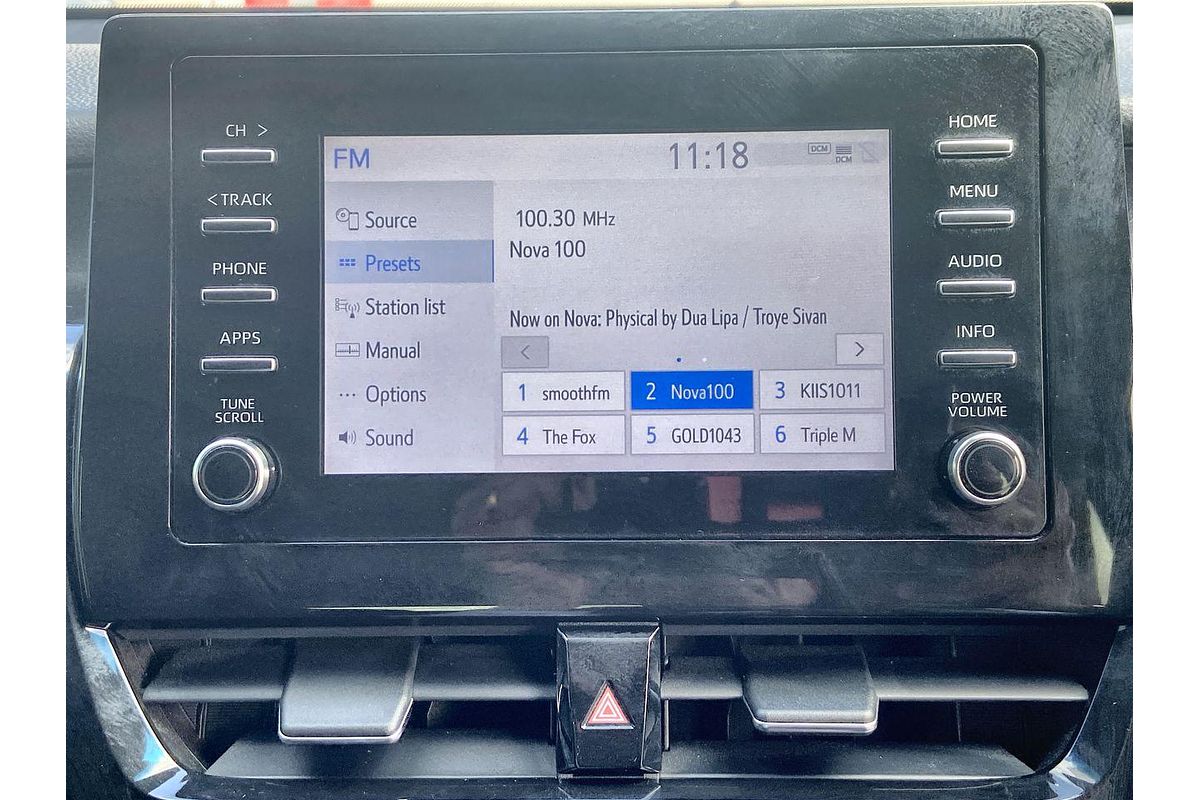 CH >
< TRACK
PHONE
APPS
TUNE
SCROLL
FM
11:18
DCM
DCM
Source
Presets
Station list
Manual
Options
Sound
100.30 MHz
Nova 100
Now on Nova: Physical by Dua Lipa / Troye Sivan
< >
1 smoothfm
2 Nova100
3 KIIS1011
4 The Fox
5 GOLD1043
6 Triple M
HOME
MENU
AUDIO
INFO
POWER
VOLUME